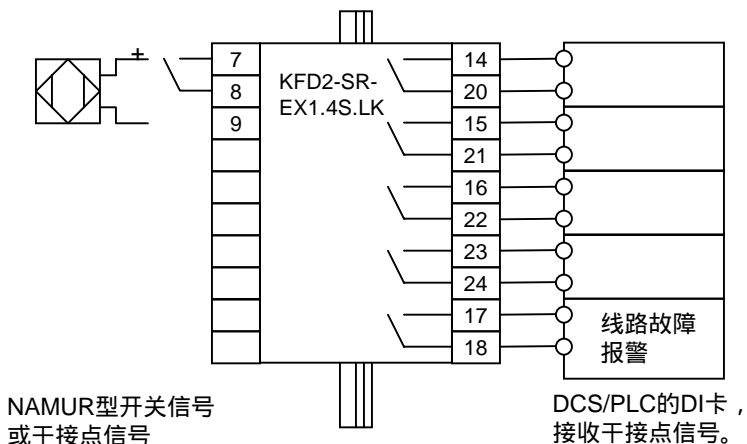 +
7
8
9
KFD2-SR-
EX1.4S.LK
14
20
15
21
16
22
23
24
17
18
线路故障
报警
NAMUR型开关信号
或干接点信号
DCS/PLC的DI卡，
接收干接点信号。